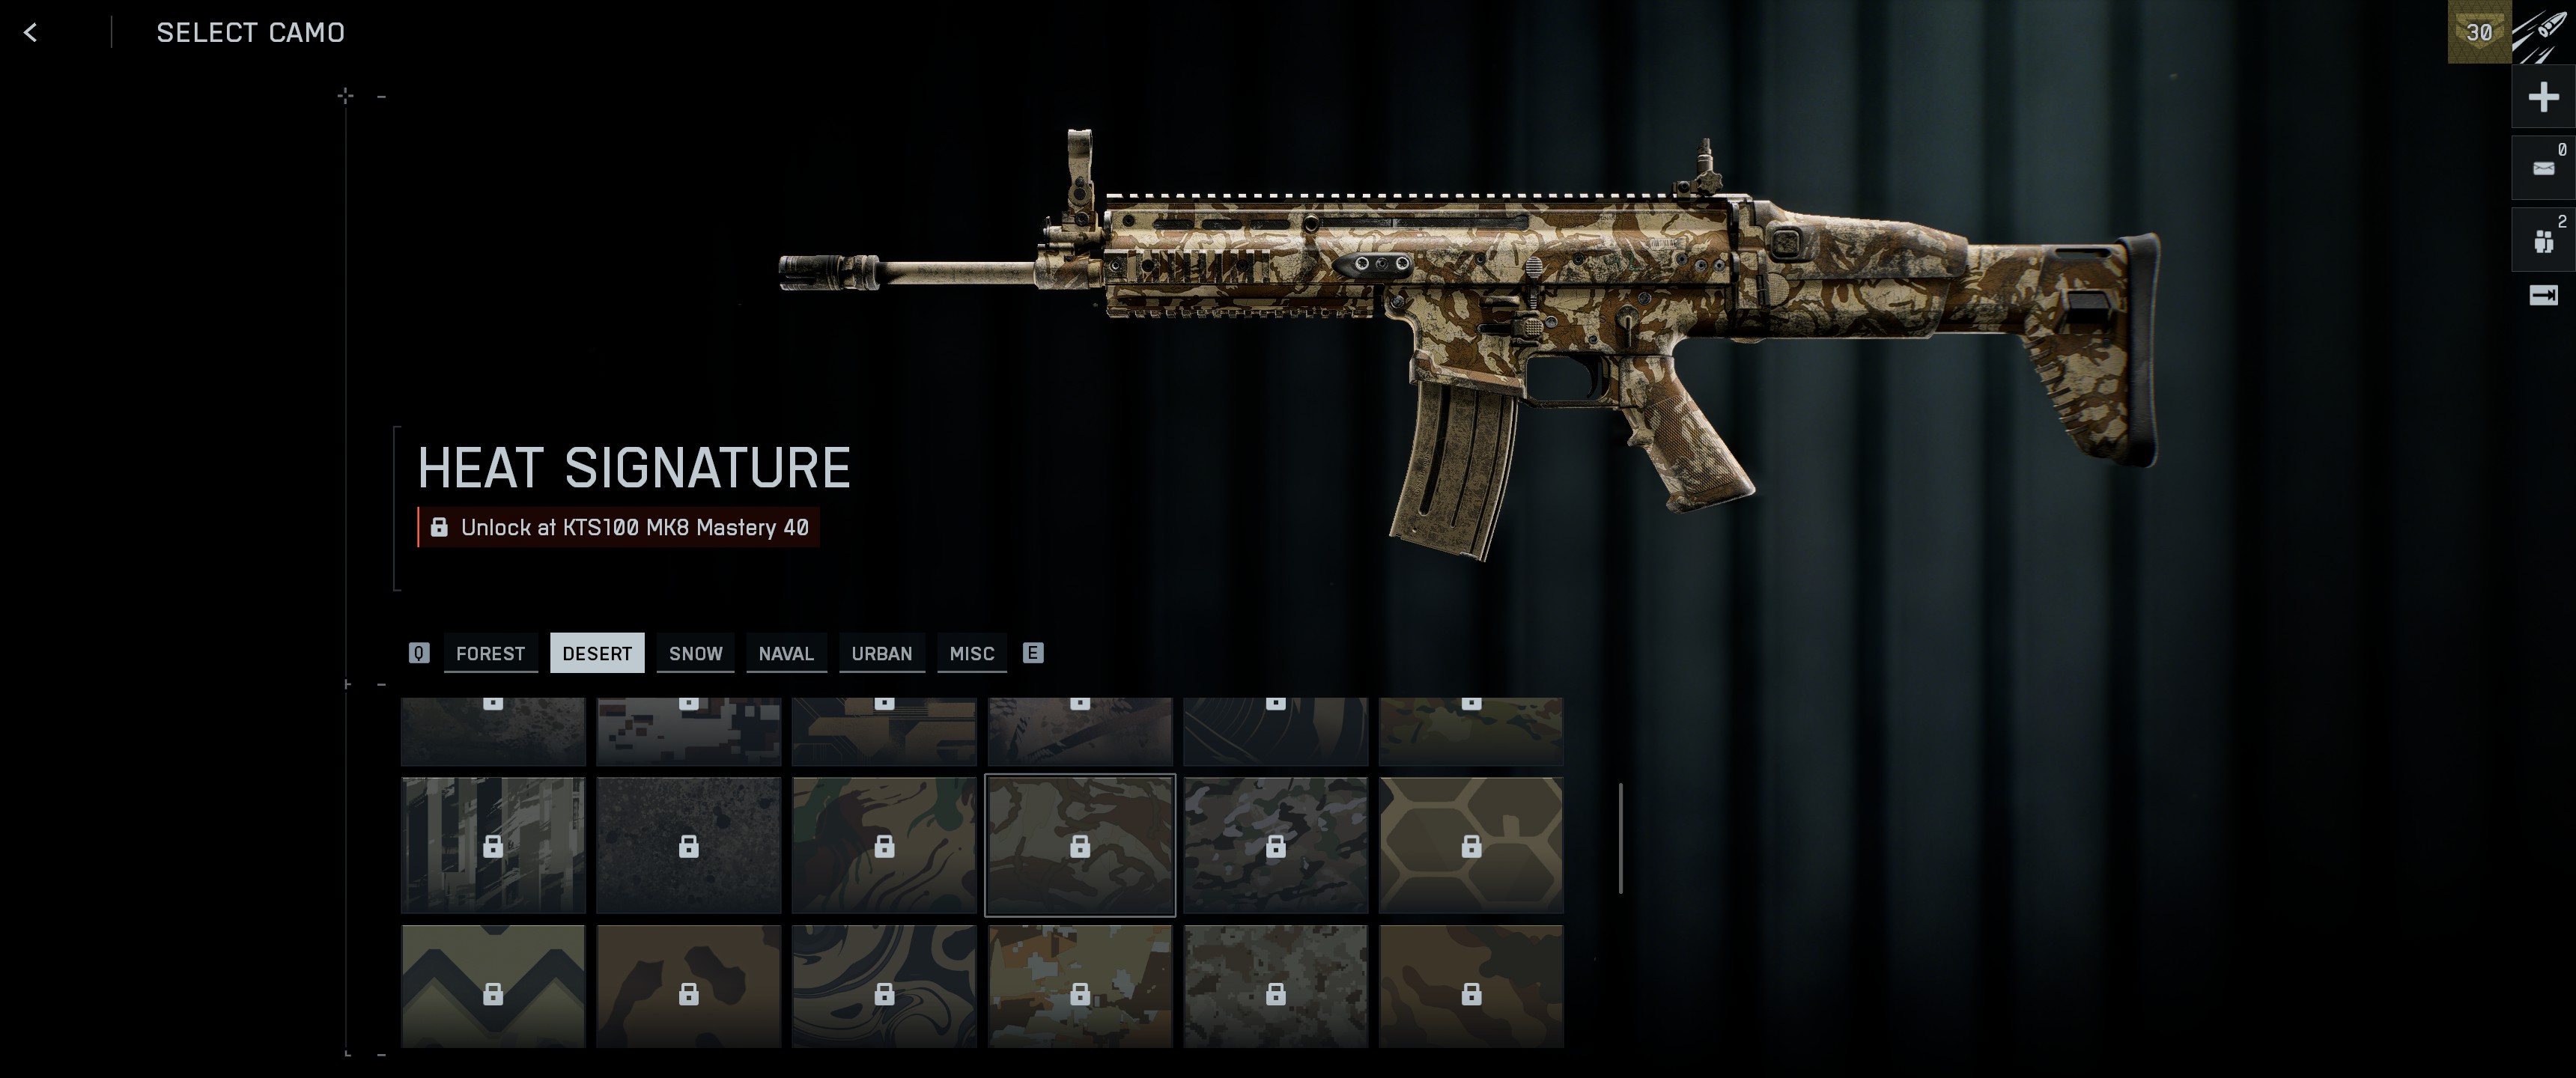 SELECT CAMO
30
0
2
HEAT SIGNATURE
Unlock at KTS100 MK8 Mastery 40
Q FOREST DESERT SNOW NAVAL URBAN MISC E